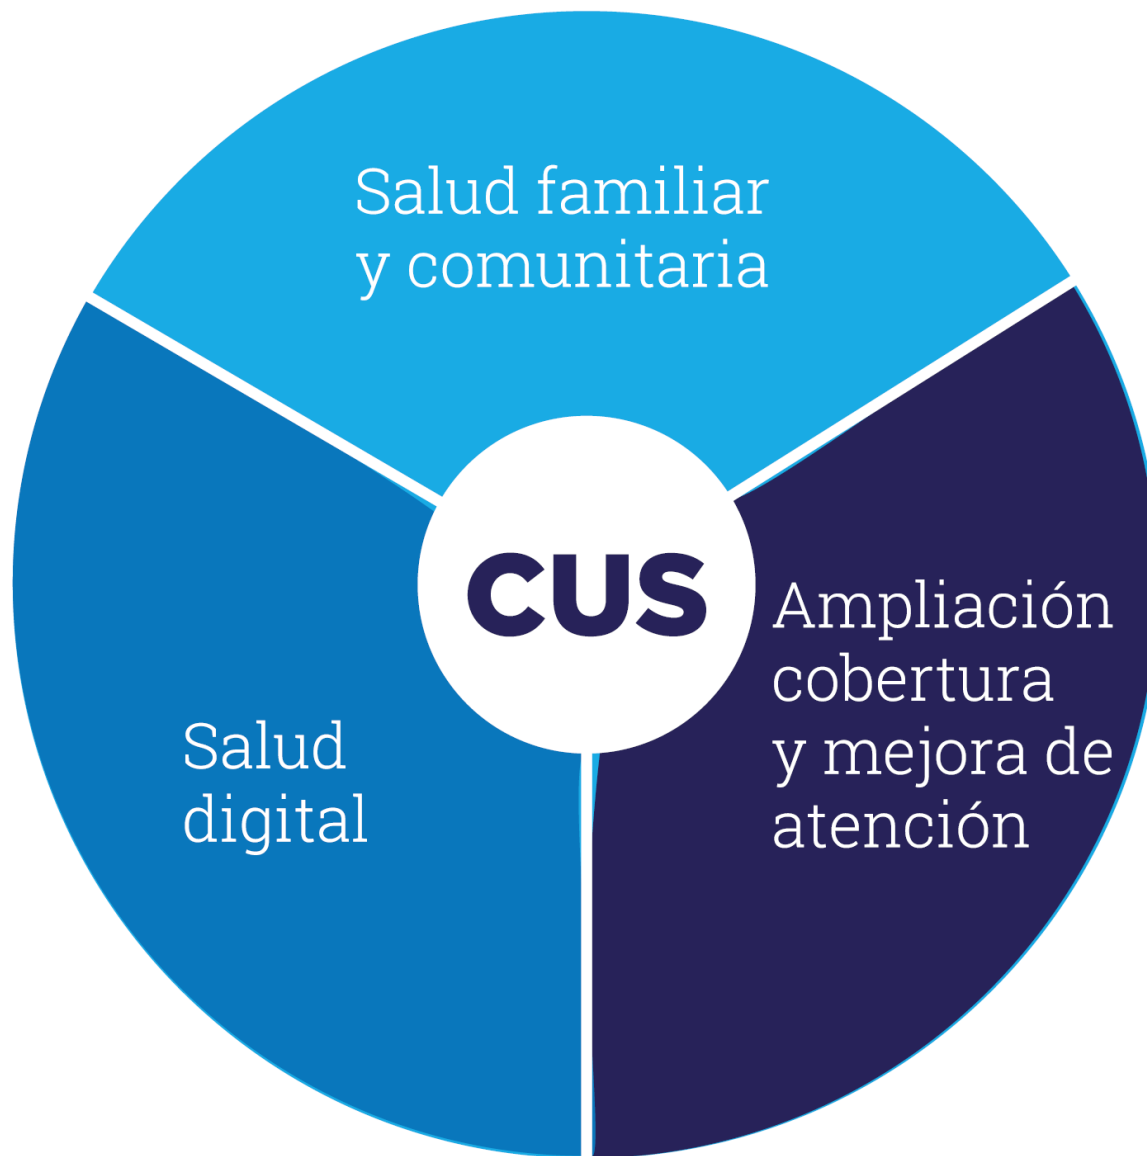 Salud familiar
y comunitaria
CUS
Ampliación
cobertura
y mejora de
atención
Salud
digital